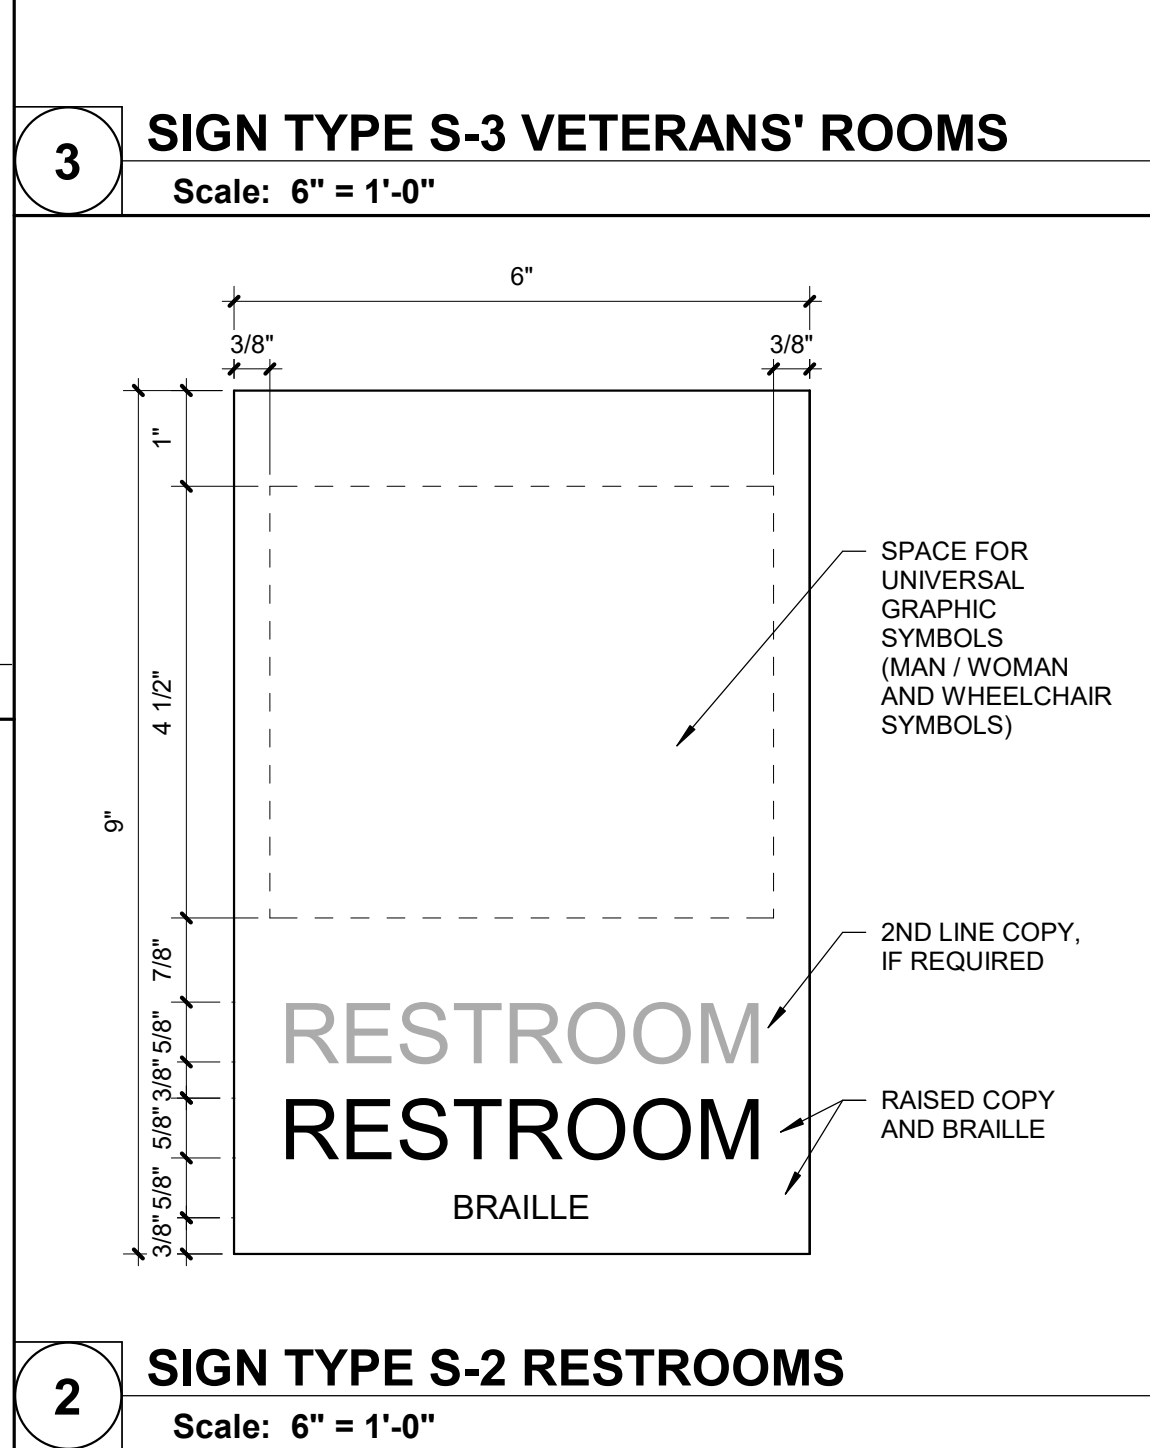 3
SIGN TYPE S-3 VETERANS' ROOMS
Scale: 6" = 1'-0"
6"
3/8"
3/8"
1"
4 1/2"
9"
7/8"
5/8"
3/8"
5/8"
5/8"
3/8"
SPACE FOR
UNIVERSAL
GRAPHIC
SYMBOLS
(MAN / WOMAN
AND WHEELCHAIR
SYMBOLS)
2ND LINE COPY,
IF REQUIRED
RESTROOM
RESTROOM
RAISED COPY
AND BRAILLE
BRAILLE
2
SIGN TYPE S-2 RESTROOMS
Scale: 6" = 1'-0"